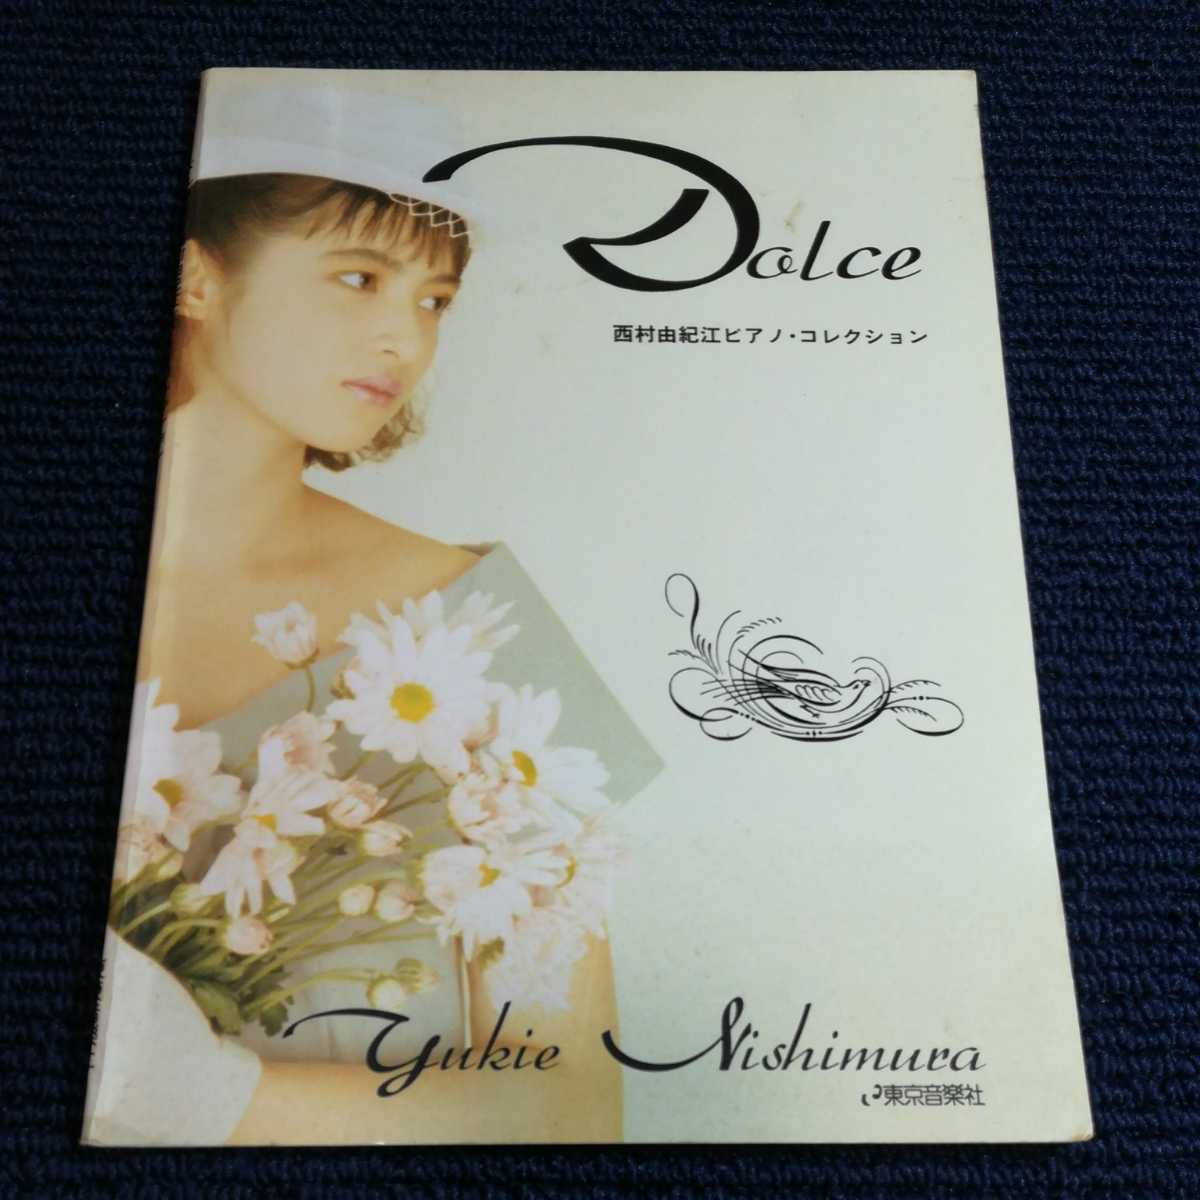 Dolce
西村由紀江ピアノ・コレクション
Yukie Nishimura
東京音樂社